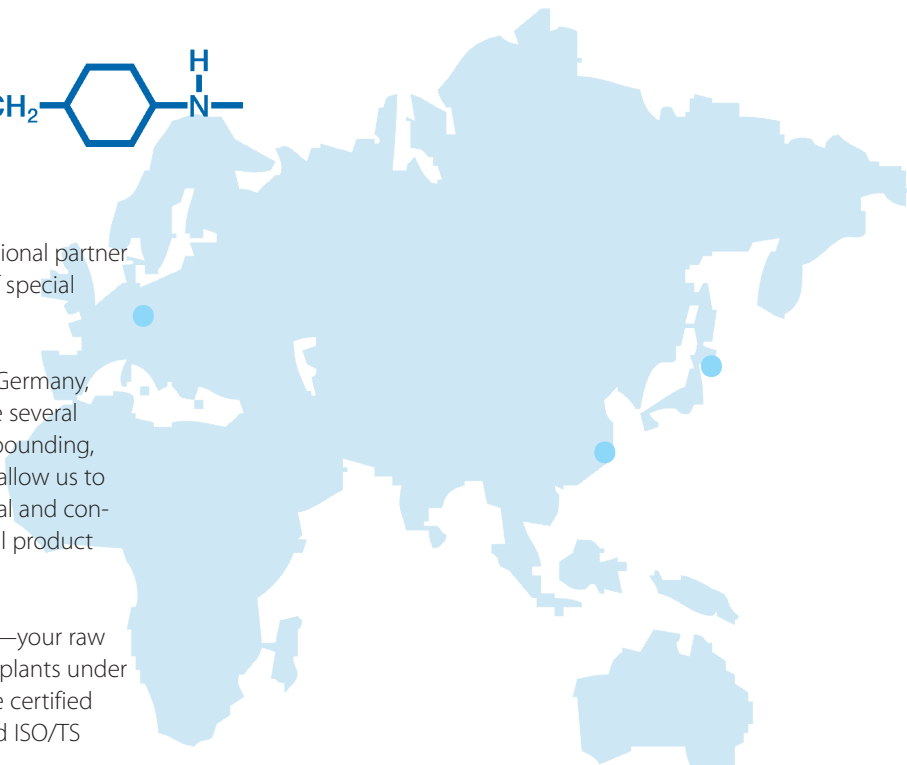 H
CH₂ N
ional partner
special
Germany,
several
pounding,
allow us to
al and con-
l product
—your raw
plants under
certified
d ISO/TS